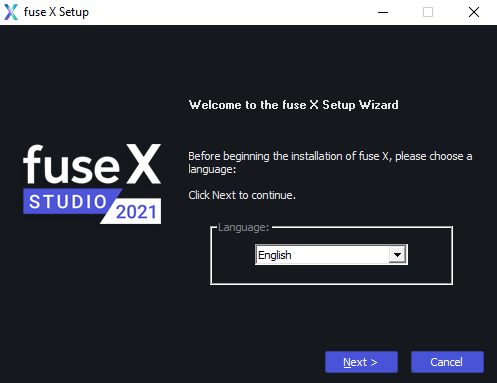 fuse X Setup
Welcome to the fuse X Setup Wizard
Before beginning the installation of fuse X, please choose a
language:
Click Next to continue.
fuse X
STUDIO
2021
Language:
English
Next >
Cancel